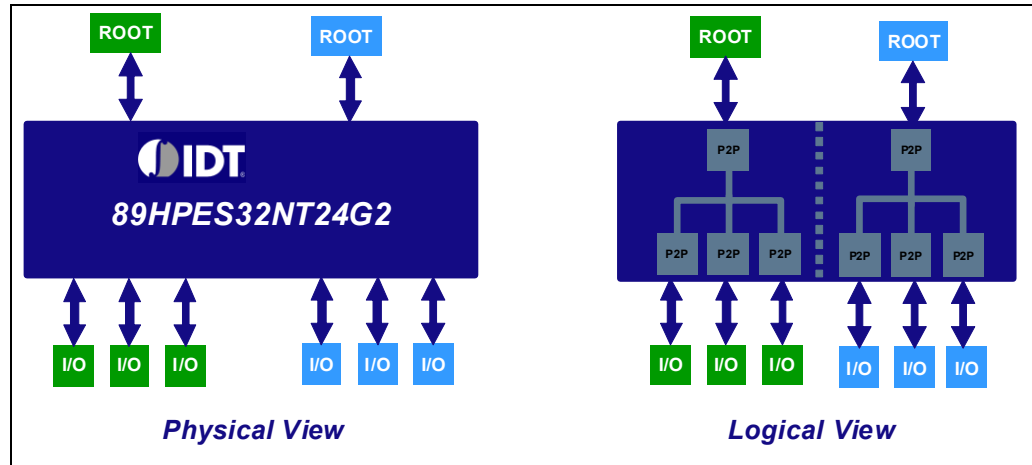 ROOT ROOT
IDT
89HPES32NT24G2
I/O I/O I/O I/O I/O I/O
Physical View
ROOT ROOT
P2P P2P
P2P P2P P2P P2P P2P P2P
I/O I/O I/O I/O I/O I/O
Logical View